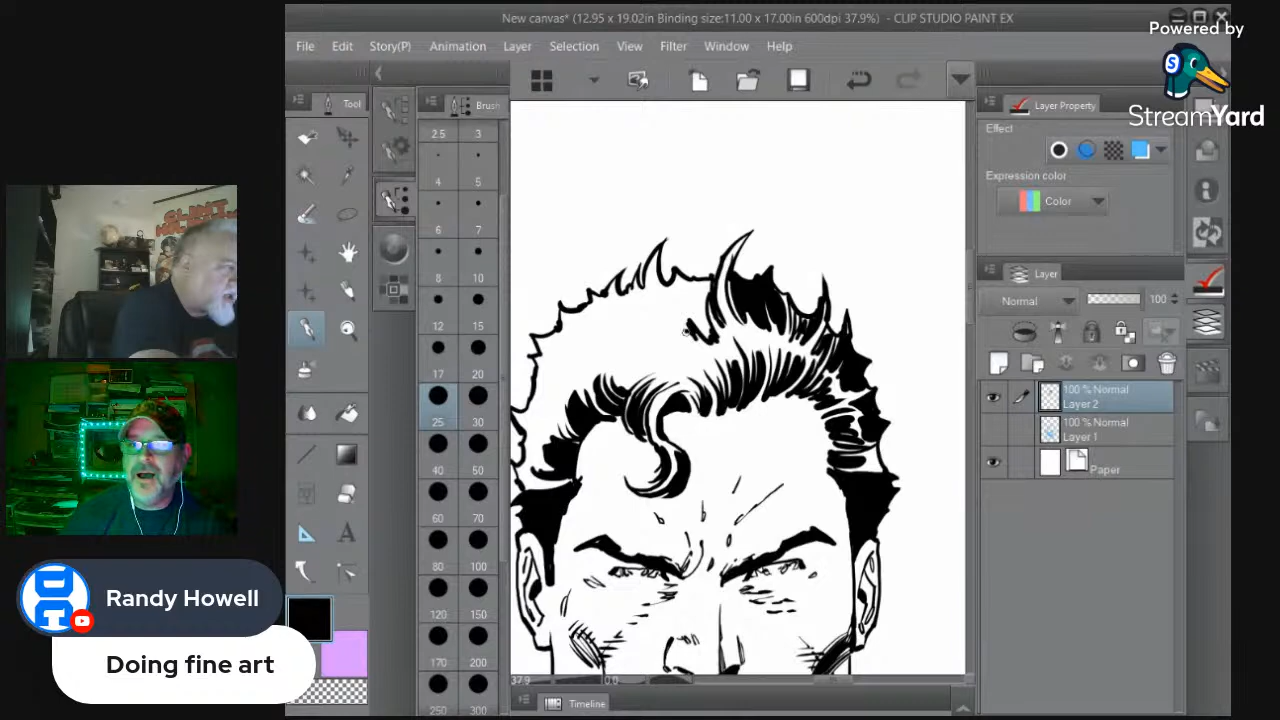 New canvas* (12.95 x 19.02in Binding size:11.00 x 17.00in 600dpi 37.9%) - CLIP STUDIO PAINT EX
Powered by
StreamYard
File Edit Story(P) Animation Layer Selection View Filter Window Help
Tool
Brush
Layer Property
Effect
Expression color
Color
Layer
Normal
100
100 % Normal
Layer 2
100 % Normal
Layer 1
Paper
2.5 3
4 5
6 7
8 10
12 15
17 20
25 30
40 50
60 70
80 100
120 150
170 200
250 300
37.9 0.0
Timeline
Randy Howell
Doing fine art